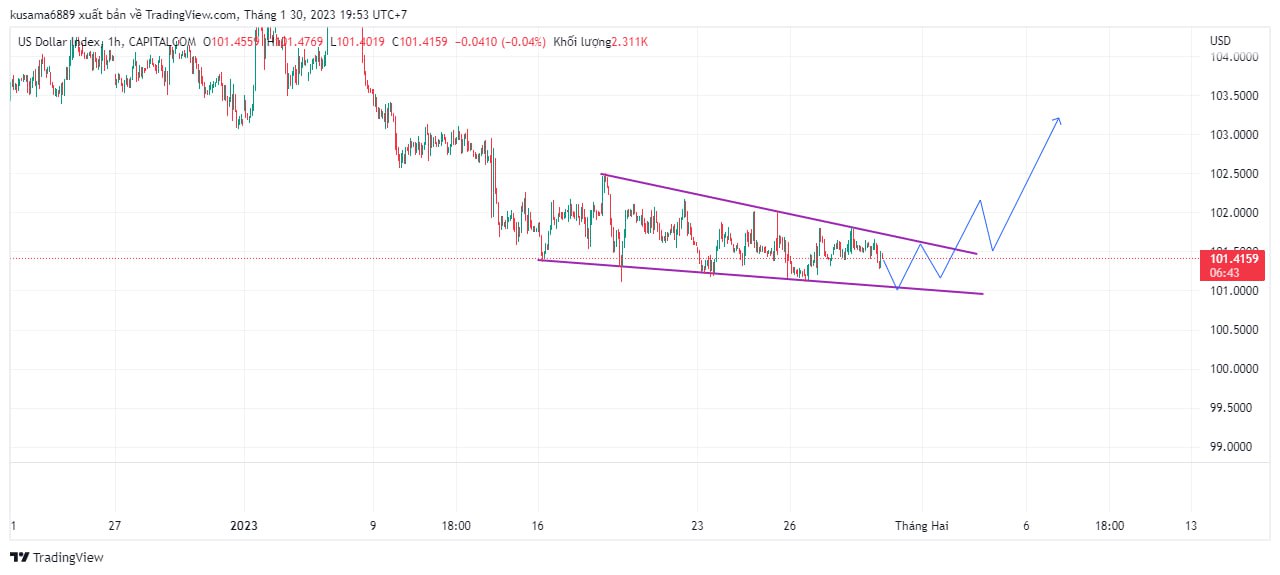 kusama6889 xuất bản về TradingView.com, Tháng 1 30, 2023 19:53 UTC+7
US Dollar Index, 1h, CAPITALCOM O101.4559 H101.4769 L101.4019 C101.4159 −0.0410 (−0.04%) Khối lượng2.311K
USD
104.0000
103.5000
103.0000
102.5000
102.0000
101.5000
101.4159
06:43
101.0000
100.5000
100.0000
99.5000
99.0000
1 27 2023 9 18:00 16 23 26 Tháng Hai 6 18:00 13
TradingView